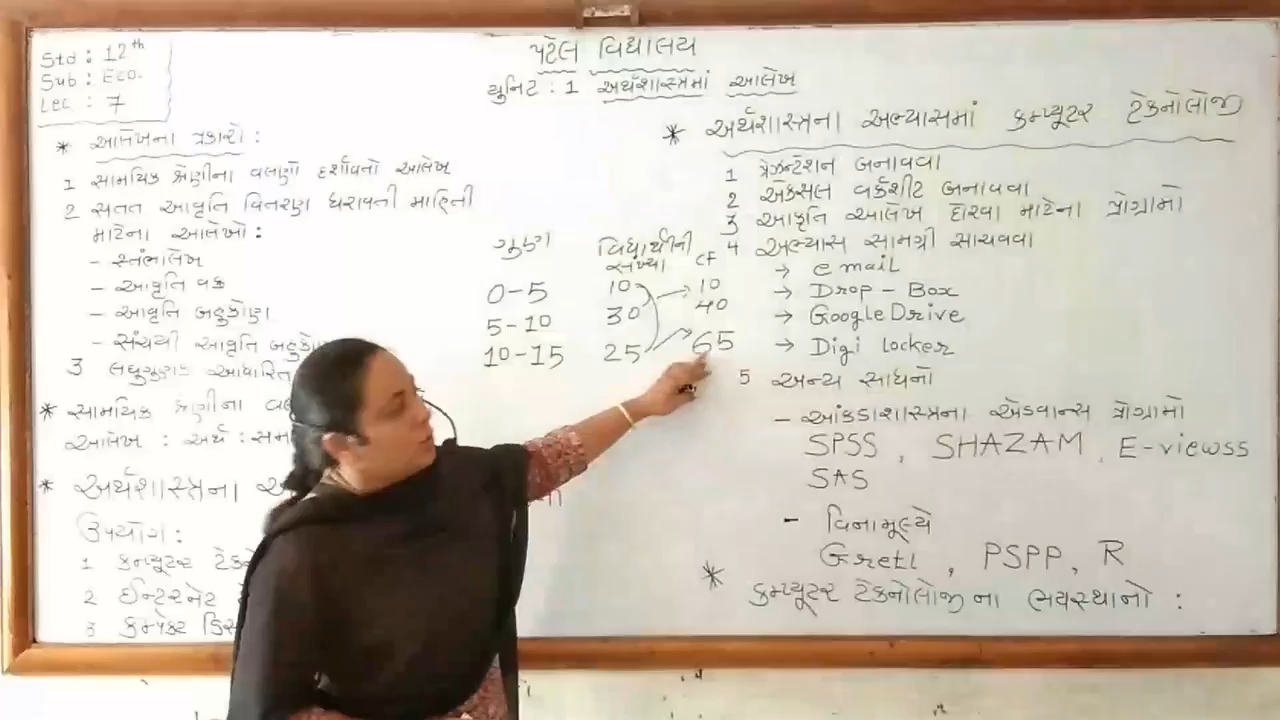 Std : 12th
Sub : Eco.
Lec : 7
પટેલ વિદ્યાલય
યુનિટ : 1 અર્થશાસ્ત્રમાં આલેખ
* આલેખના પ્રકારો :
1 સામયિક શ્રેણીના વલણો દર્શાવતો આલેખ
2 સતત આવૃત્તિ વિતરણ ધરાવતી માહિતી
માટેના આલેખો :
- સ્તંભાલેખ
- આવૃત્તિ વક્ર
- આવૃત્તિ બહુકોણ
- સંચયી આવૃત્તિ
3 લઘુગુણક આધારિત
* સામયિક શ્રેણીના
આલેખ : અર્થ :
* અર્થશાસ્ત્રના
ઉપયોગ :
1 કમ્પ્યૂટર
2 ઈન્ટરનેટ
3 કમ્પેક્ટ
ગુણ વિદ્યાર્થીની સંખ્યા cf
0-5 10 10
5-10 30 40
10-15 25 65
* અર્થશાસ્ત્રના અભ્યાસમાં કમ્પ્યૂટર ટેકનોલોજી
1 પ્રેઝન્ટેશન બનાવવા
2 એક્સલ વર્કશીટ બનાવવા
3 આકૃતિ આલેખ દોરવા માટેના પ્રોગ્રામો
4 અભ્યાસ સામગ્રી સાચવવા
→ email
→ Drop-Box
→ Google Drive
→ Digi locker
5 અન્ય સાધનો
- આંકડાશાસ્ત્રના એડવાન્સ પ્રોગ્રામો
SPSS, SHAZAM, E-viewss
SAS
- વિનામૂલ્યે
Gretl, PSPP, R
* કમ્પ્યૂટર ટેકનોલોજીના ભયસ્થાનો :